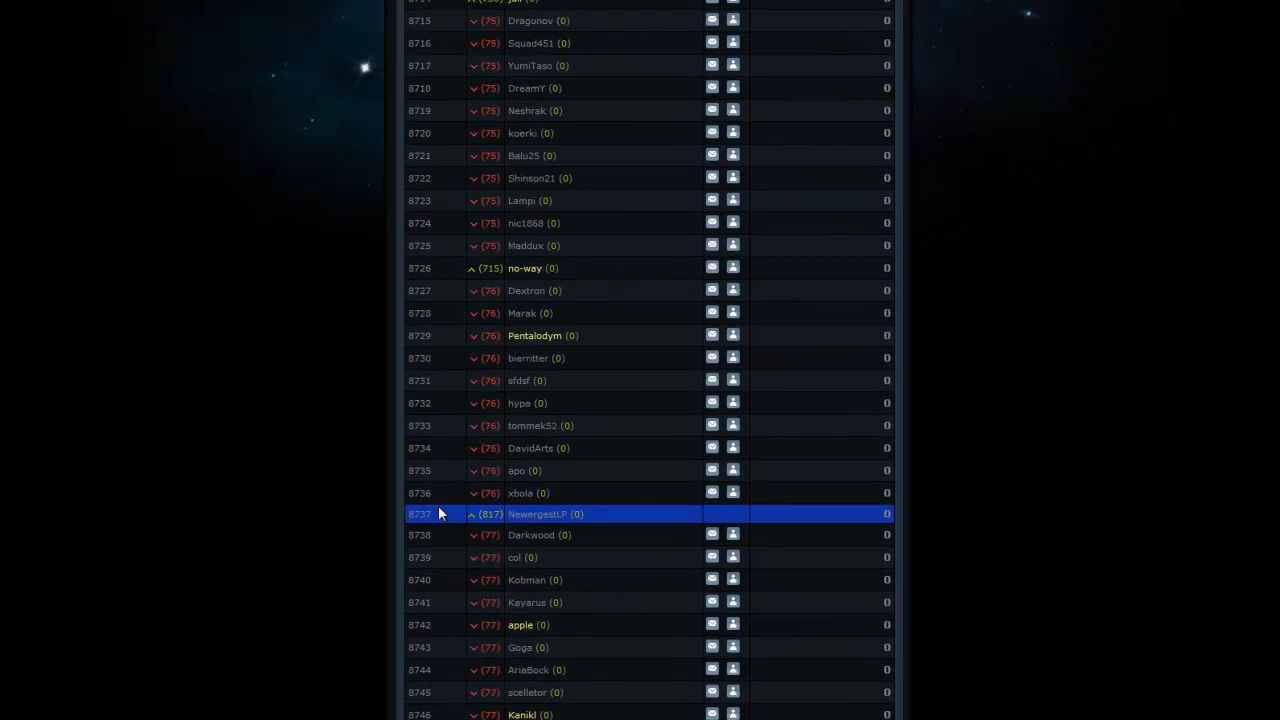 8715 (75) Dragunov (0) 0
8716 (75) Squad451 (0) 0
8717 (75) YumiTaso (0) 0
8718 (75) DreamY (0) 0
8719 (75) Neshrak (0) 0
8720 (75) koerki (0) 0
8721 (75) Balu25 (0) 0
8722 (75) Shinson21 (0) 0
8723 (75) Lampi (0) 0
8724 (75) nic1868 (0) 0
8725 (75) Maddux (0) 0
8726 (715) no-way (0) 0
8727 (76) Dextron (0) 0
8728 (76) Marak (0) 0
8729 (76) Pentalodym (0) 0
8730 (76) bierritter (0) 0
8731 (76) sfdsf (0) 0
8732 (76) hypa (0) 0
8733 (76) tommek52 (0) 0
8734 (76) DavidArts (0) 0
8735 (76) apo (0) 0
8736 (76) xbola (0) 0
8737 (817) NewergestLP (0) 0
8738 (77) Darkwood (0) 0
8739 (77) col (0) 0
8740 (77) Kobman (0) 0
8741 (77) Kayarus (0) 0
8742 (77) apple (0) 0
8743 (77) Goga (0) 0
8744 (77) AriaBock (0) 0
8745 (77) scelletor (0) 0
8746 (77) Kanikl (0) 0